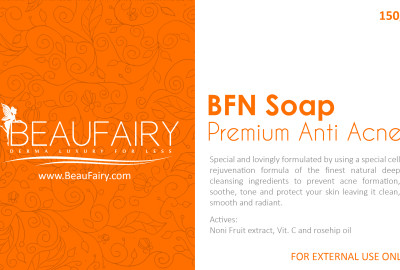 150
BEAUFAIRY
DERMA LUXURY FOR LESS
www.BeauFairy.com
BFN Soap
Premium Anti Acne
Special and lovingly formulated by using a special cell
rejuvenation formula of the finest natural deep
cleansing ingredients to prevent acne formation,
soothe, tone and protect your skin leaving it clean,
smooth and radiant.
Actives:
Noni Fruit extract, Vit. C and rosehip oil
FOR EXTERNAL USE ONL